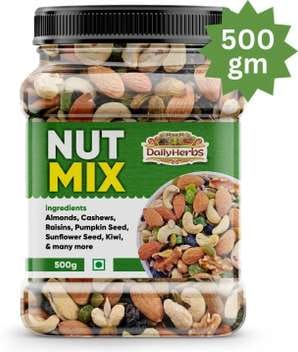 500
gm
DailyHerbs
NUT
MIX
ingredients
Almonds, Cashews,
Raisins, Pumpkin Seed,
Sunflower Seed, Kiwi,
& many more
500g